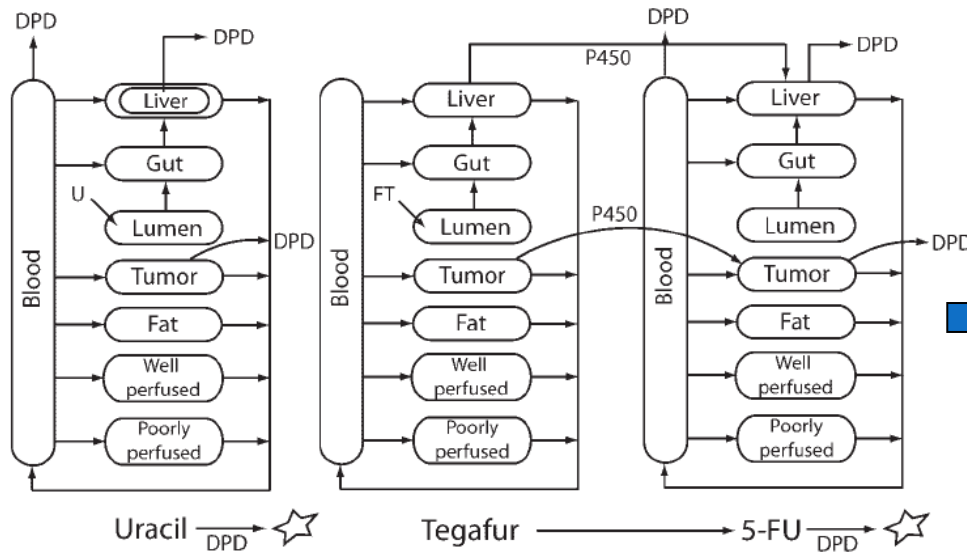 DPD
DPD
Liver
Gut
U
Lumen
DPD
Tumor
Blood
Fat
Well
perfused
Poorly
perfused
Uracil
DPD
P450
Liver
Gut
FT
Lumen
P450
Tumor
Blood
Fat
Well
perfused
Poorly
perfused
Tegafur
DPD
DPD
Liver
Gut
Lumen
DPD
Tumor
Blood
Fat
Well
perfused
Poorly
perfused
5-FU
DPD